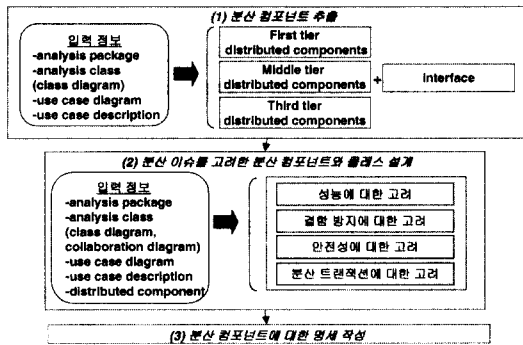 (1) 분산 컴포넌트 추출
입력 정보
-analysis package
-analysis class
(class diagram)
-use case diagram
-use case description
First tier
distributed components
Middle tier
distributed components
+
Interface
Third tier
distributed components
(2) 분산 이슈를 고려한 분산 컴포넌트와 클래스 설계
입력 정보
-analysis package
-analysis class
(class diagram,
collaboration diagram)
-use case diagram
-use case description
-distributed component
성능에 대한 고려
결함 방지에 대한 고려
안전성에 대한 고려
분산 트랜잭션에 대한 고려
(3) 분산 컴포넌트에 대한 명세 작성